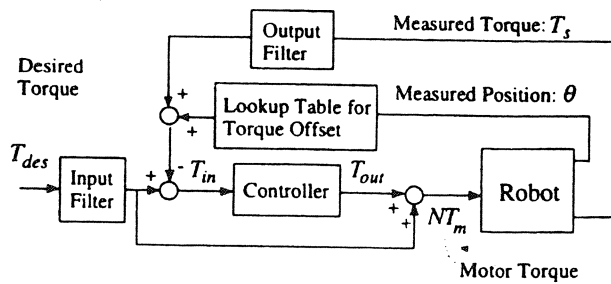 Output
Filter
Measured Torque: T_s
Desired
Torque
+
+
Lookup Table for
Torque Offset
Measured Position: θ
T_des
Input
Filter
+
-
T_in
Controller
T_out
+
+
NT_m
Robot
Motor Torque